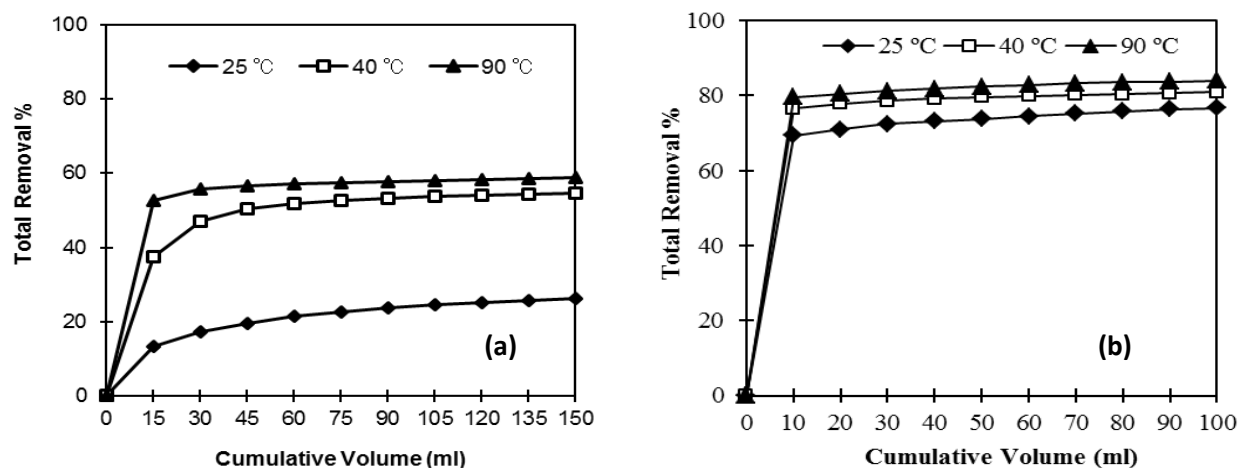 100
80
60
40
20
0
Total Removal %
25 ℃ 40 ℃ 90 ℃
(a)
0 15 30 45 60 75 90 105 120 135 150
Cumulative Volume (ml)
100
80
60
40
20
0
Total Removal %
25 °C 40 °C 90 °C
(b)
0 10 20 30 40 50 60 70 80 90 100
Cumulative Volume (ml)